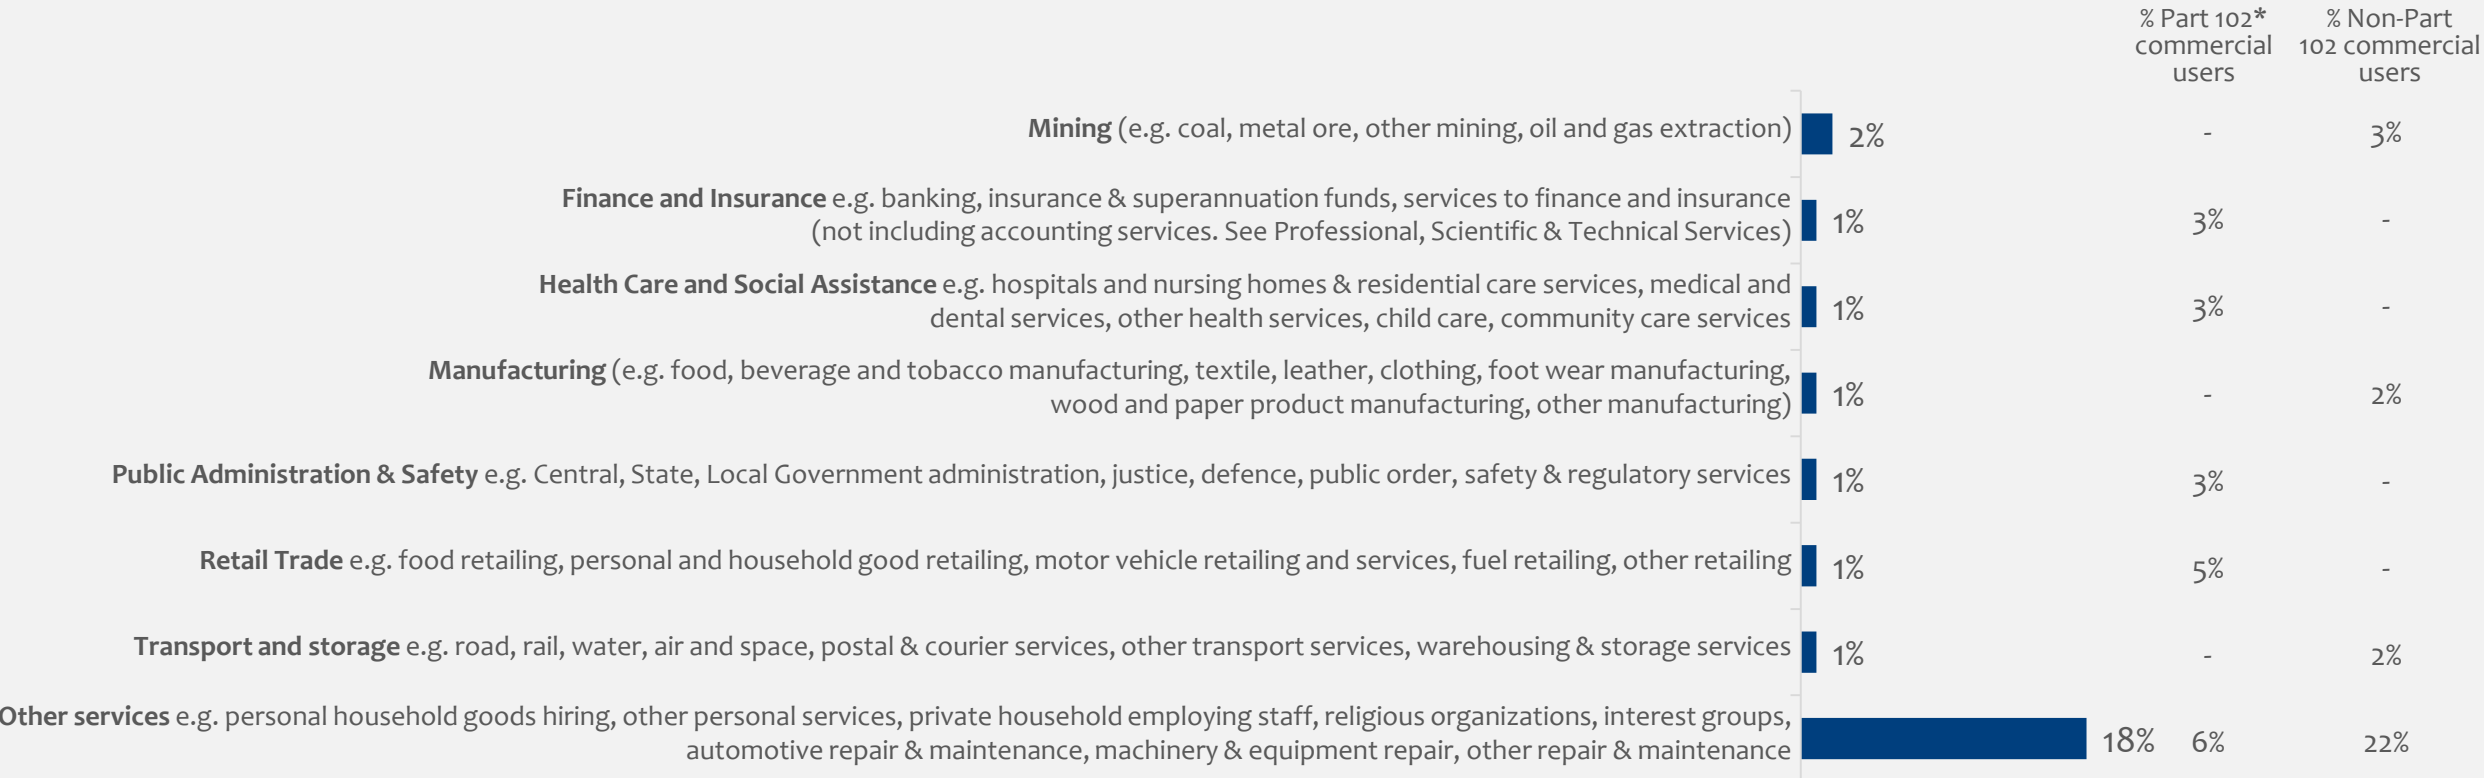 % Part 102*
commercial
users
% Non-Part
102 commercial
users
Mining (e.g. coal, metal ore, other mining, oil and gas extraction)
2%
-
3%
Finance and Insurance e.g. banking, insurance & superannuation funds, services to finance and insurance
(not including accounting services. See Professional, Scientific & Technical Services)
1%
3%
-
Health Care and Social Assistance e.g. hospitals and nursing homes & residential care services, medical and
dental services, other health services, child care, community care services
1%
3%
-
Manufacturing (e.g. food, beverage and tobacco manufacturing, textile, leather, clothing, foot wear manufacturing,
wood and paper product manufacturing, other manufacturing)
1%
-
2%
Public Administration & Safety e.g. Central, State, Local Government administration, justice, defence, public order, safety & regulatory services
1%
3%
-
Retail Trade e.g. food retailing, personal and household good retailing, motor vehicle retailing and services, fuel retailing, other retailing
1%
5%
-
Transport and storage e.g. road, rail, water, air and space, postal & courier services, other transport services, warehousing & storage services
1%
-
2%
Other services e.g. personal household goods hiring, other personal services, private household employing staff, religious organizations, interest groups,
automotive repair & maintenance, machinery & equipment repair, other repair & maintenance
18%
6%
22%